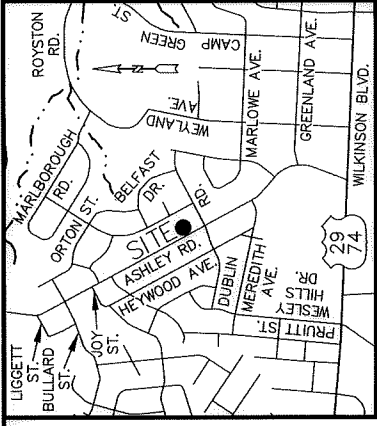 ROYSTON
RD.
CAMP GREEN ST.
MARLBOROUGH
RD.
WEYLAND
AVE.
MARLOWE AVE.
GREENLAND AVE.
WILKINSON BLVD.
ORTON ST.
BELFAST
DR.
SITE
ASHLEY RD.
HEYWOOD AVE.
DUBLIN RD.
MEREDITH
AVE.
WESLEY
HILLS
DR.
PRUITT ST.
29
74
LIGGETT
ST.
BULLARD
ST.
JOY
ST.
N